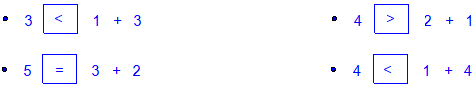 • 3 < 1 + 3
• 4 > 2 + 1
• 5 = 3 + 2
• 4 < 1 + 4